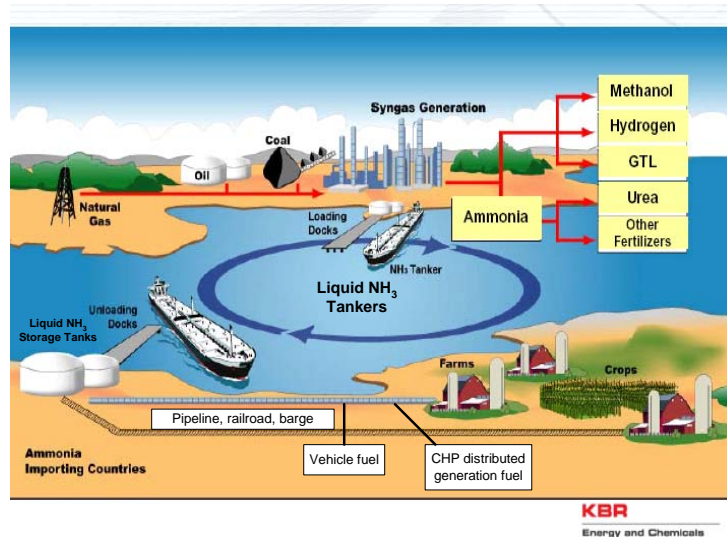 Syngas Generation
Coal
Oil
Natural
Gas
Methanol
Hydrogen
GTL
Urea
Other
Fertilizers
Ammonia
Loading
Docks
NH₃ Tanker
Liquid NH₃
Tankers
Unloading
Docks
Liquid NH₃
Storage Tanks
Farms
Crops
Pipeline, railroad, barge
Vehicle fuel
CHP distributed
generation fuel
Ammonia
Importing Countries
KBR
Energy and Chemicals